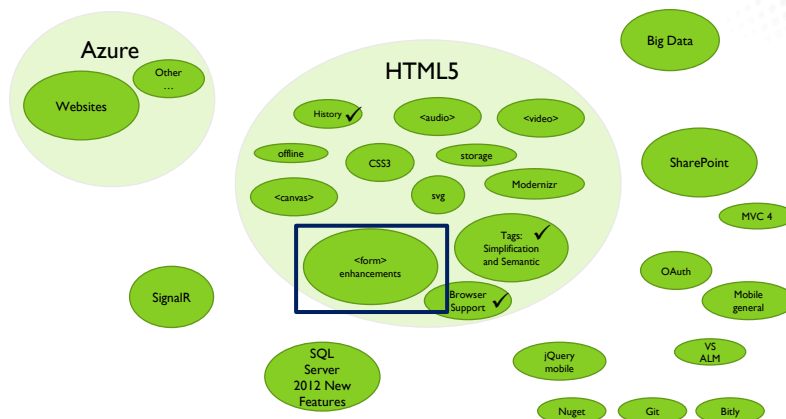 Azure
Other
…
Websites
HTML5
Big Data
History
<audio>
<video>
offline
CSS3
storage
SharePoint
<canvas>
svg
Modernizr
MVC 4
Tags:
Simplification
and Semantic
<form>
enhancements
OAuth
SignalR
Browser
Support
Mobile
general
SQL
Server
2012 New
Features
jQuery
mobile
VS
ALM
Nuget
Git
Bitly